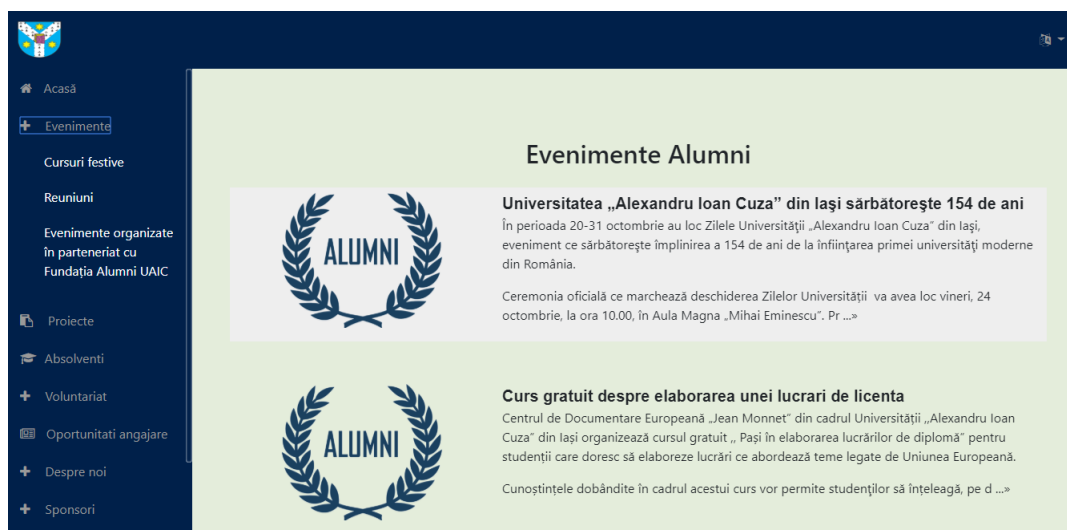 Acasă
Evenimente
Cursuri festive
Reuniuni
Evenimente organizate
în parteneriat cu
Fundația Alumni UAIC
Proiecte
Absolventi
Voluntariat
Oportunitati angajare
Despre noi
Sponsori
Evenimente Alumni
ALUMNI
Universitatea „Alexandru Ioan Cuza” din Iaşi sărbătoreşte 154 de ani
În perioada 20-31 octombrie au loc Zilele Universităţii „Alexandru Ioan Cuza” din Iaşi,
eveniment ce sărbătoreşte împlinirea a 154 de ani de la înfiinţarea primei universităţi moderne
din România.
Ceremonia oficială ce marchează deschiderea Zilelor Universității va avea loc vineri, 24
octombrie, la ora 10.00, în Aula Magna „Mihai Eminescu”. Pr ...»
ALUMNI
Curs gratuit despre elaborarea unei lucrari de licenta
Centrul de Documentare Europeană „Jean Monnet” din cadrul Universității „Alexandru Ioan
Cuza” din Iași organizează cursul gratuit „ Pași în elaborarea lucrărilor de diplomă” pentru
studenții care doresc să elaboreze lucrări ce abordează teme legate de Uniunea Europeană.
Cunoștințele dobândite în cadrul acestui curs vor permite studenţilor să înțeleagă, pe d ...»